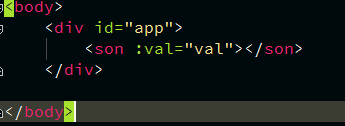 <body>
<div id="app">
<son :val="val"></son>
</div>
</body>